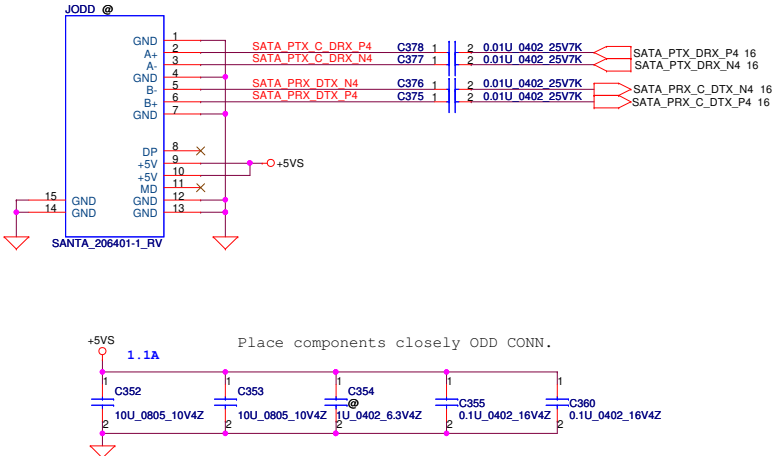 JODD @
GND 1
A+ 2 SATA_PTX_C_DRX_P4 C378 1 2 0.01U_0402_25V7K SATA_PTX_DRX_P4 16
A- 3 SATA_PTX_C_DRX_N4 C377 1 2 0.01U_0402_25V7K SATA_PTX_DRX_N4 16
GND 4
B- 5 SATA_PRX_DTX_N4 C376 1 2 0.01U_0402_25V7K SATA_PRX_C_DTX_N4 16
B+ 6 SATA_PRX_DTX_P4 C375 1 2 0.01U_0402_25V7K SATA_PRX_C_DTX_P4 16
GND 7
DP 8
+5V 9 +5VS
+5V 10
MD 11
15 GND GND 12
14 GND GND 13
SANTA_206401-1_RV
+5VS
Place components closely ODD CONN.
1.1A
1 1 1 1 1
C352 C353 C354 C355 C360
@
10U_0805_10V4Z 10U_0805_10V4Z 1U_0402_6.3V4Z 0.1U_0402_16V4Z 0.1U_0402_16V4Z
2 2 2 2 2